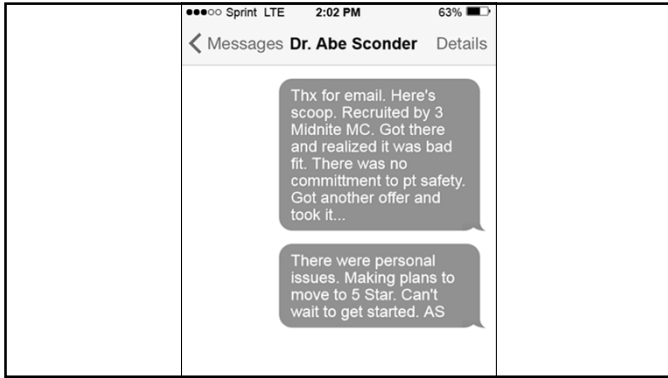 Sprint LTE 2:02 PM 63%
Messages Dr. Abe Sconder Details
Thx for email. Here's
scoop. Recruited by 3
Midnite MC. Got there
and realized it was bad
fit. There was no
committment to pt safety.
Got another offer and
took it...
There were personal
issues. Making plans to
move to 5 Star. Can't
wait to get started. AS